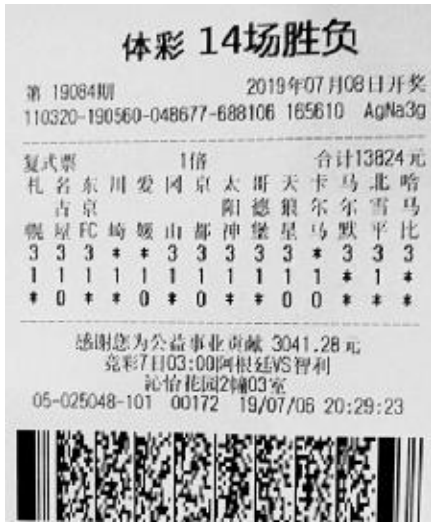 体彩 14场胜负
第 19084期 2019年07月08日开奖
110320-190560-048677-688106 165610 AgNa3g
复式票 1倍 合计13824元
札 名 东 川 爱 冈 京 太 哥 天 卡 马 北 哈
古 京 阳 德 狼 尔 尔 雪 马
幌 屋 FC 崎 媛 山 都 神 堡 星 马 默 平 比
3 3 3 * * 3 3 3 3 3 * 3 3 3
1 1 1 1 1 1 1 1 1 1 1 * 1 *
* 0 * * 0 * 0 * * 0 0 * * *
感谢您为公益事业贡献 3041.28元
竞彩7日03:00阿根廷VS智利
沁怡花园2幢03室
05-025048-101 00172 19/07/06 20:29:23